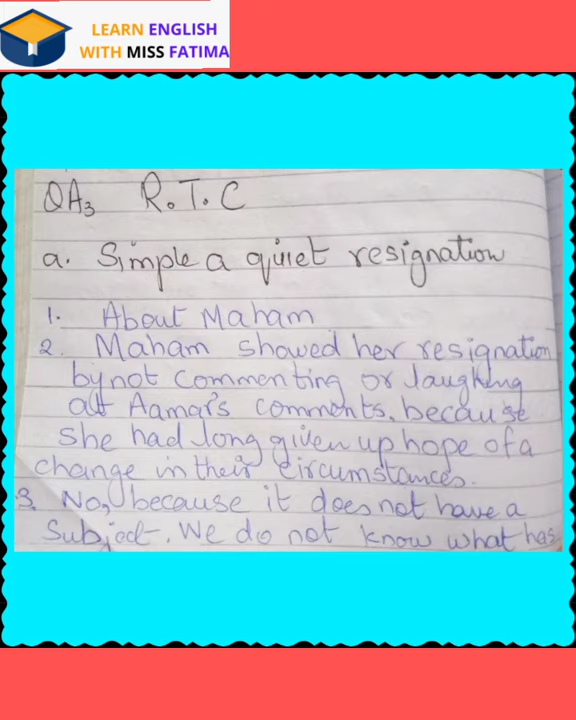 LEARN ENGLISH
WITH MISS FATIMA
QA3 R.T.C
a. Simple a quiet resignation
1. About Maham
2. Maham showed her resignation
by not commenting or laughing
at Aamar's comments, because
She had long given up hope of a
change in their circumstances.
3. No, because it does not have a
Subject. We do not know what has